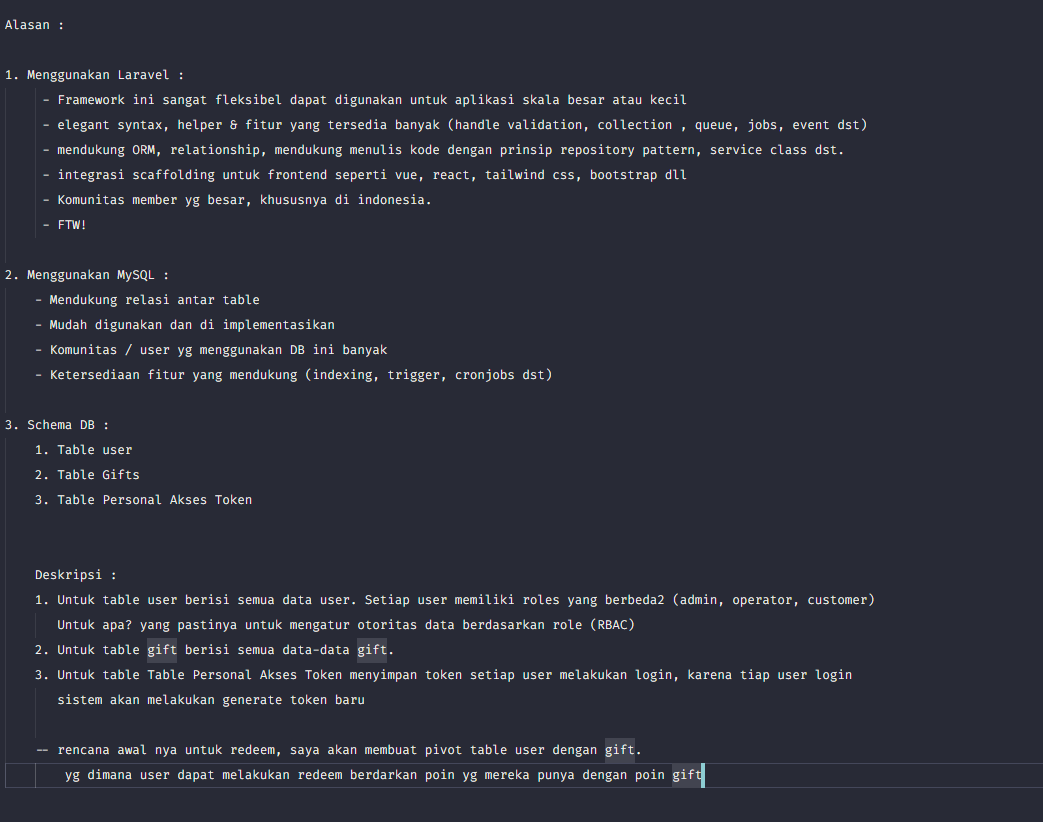 Alasan :
1. Menggunakan Laravel :
- Framework ini sangat fleksibel dapat digunakan untuk aplikasi skala besar atau kecil
- elegant syntax, helper & fitur yang tersedia banyak (handle validation, collection , queue, jobs, event dst)
- mendukung ORM, relationship, mendukung menulis kode dengan prinsip repository pattern, service class dst.
- integrasi scaffolding untuk frontend seperti vue, react, tailwind css, bootstrap dll
- Komunitas member yg besar, khususnya di indonesia.
- FTW!
2. Menggunakan MySQL :
- Mendukung relasi antar table
- Mudah digunakan dan di implementasikan
- Komunitas / user yg menggunakan DB ini banyak
- Ketersediaan fitur yang mendukung (indexing, trigger, cronjobs dst)
3. Schema DB :
1. Table user
2. Table Gifts
3. Table Personal Akses Token
Deskripsi :
1. Untuk table user berisi semua data user. Setiap user memiliki roles yang berbeda2 (admin, operator, customer)
Untuk apa? yang pastinya untuk mengatur otoritas data berdasarkan role (RBAC)
2. Untuk table gift berisi semua data-data gift.
3. Untuk table Table Personal Akses Token menyimpan token setiap user melakukan login, karena tiap user login
sistem akan melakukan generate token baru
-- rencana awal nya untuk redeem, saya akan membuat pivot table user dengan gift.
yg dimana user dapat melakukan redeem berdarkan poin yg mereka punya dengan poin gift